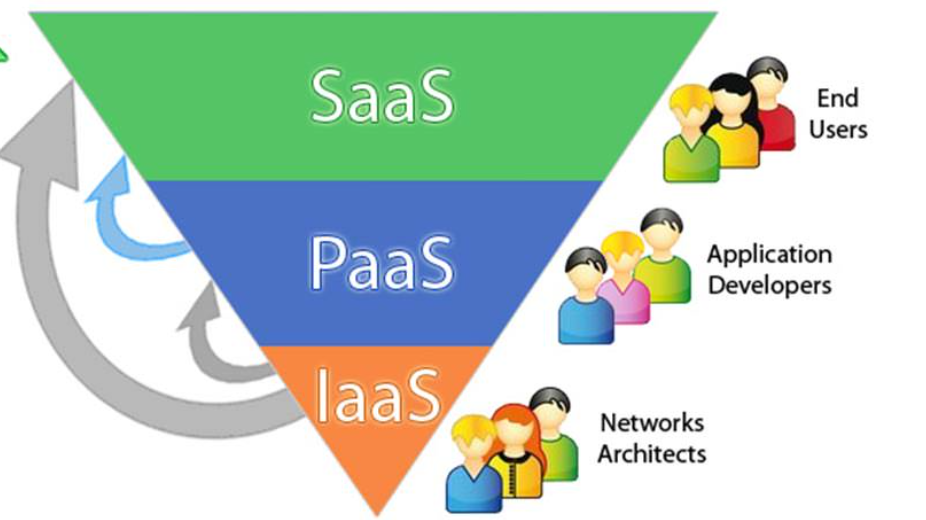 SaaS
End
Users
PaaS
Application
Developers
IaaS
Networks
Architects